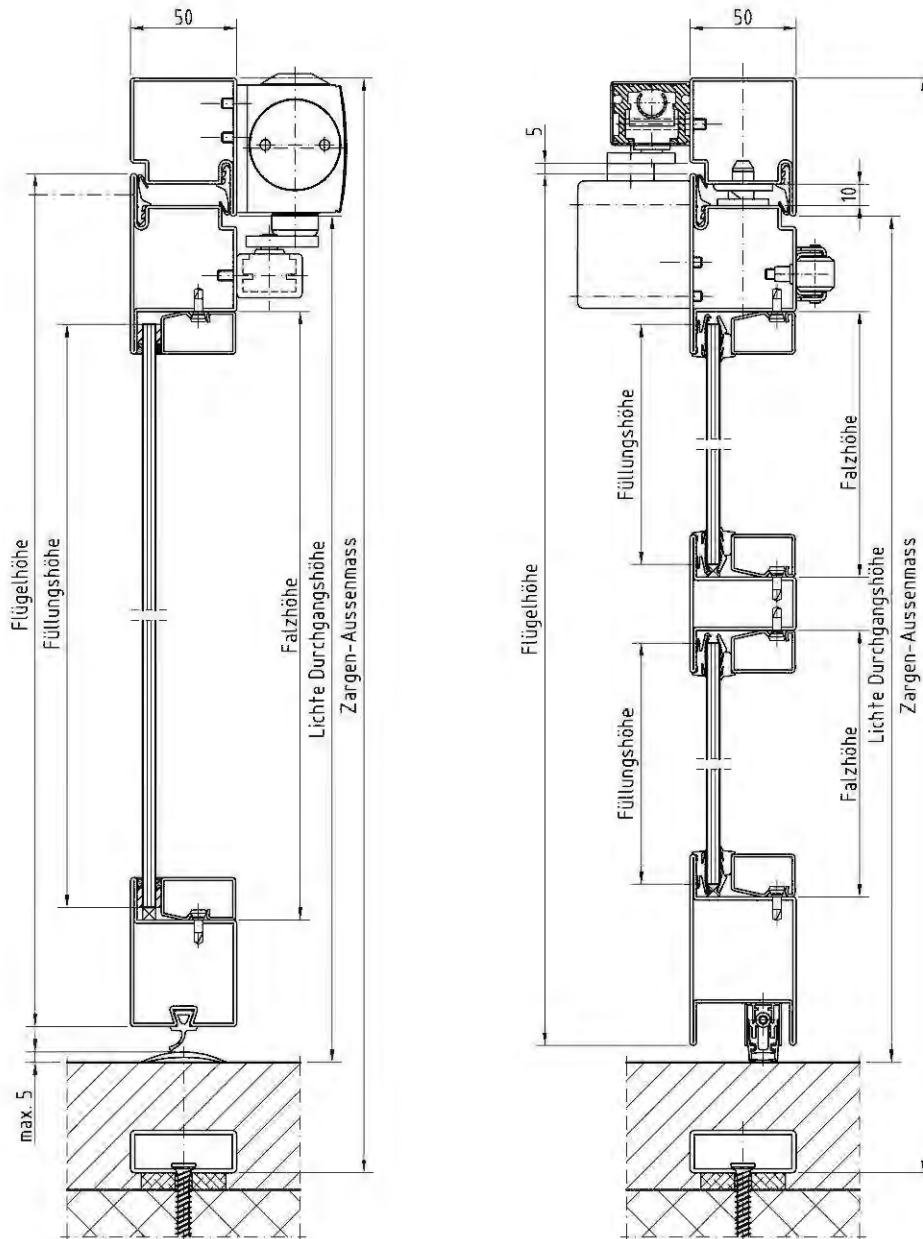 50
50
5
10
Flügelhöhe
Füllungshöhe
Falzhöhe
Lichte Durchgangshöhe
Zargen-Aussenmass
max. 5
Flügelhöhe
Füllungshöhe
Falzhöhe
Füllungshöhe
Falzhöhe
Lichte Durchgangshöhe
Zargen-Aussenmass